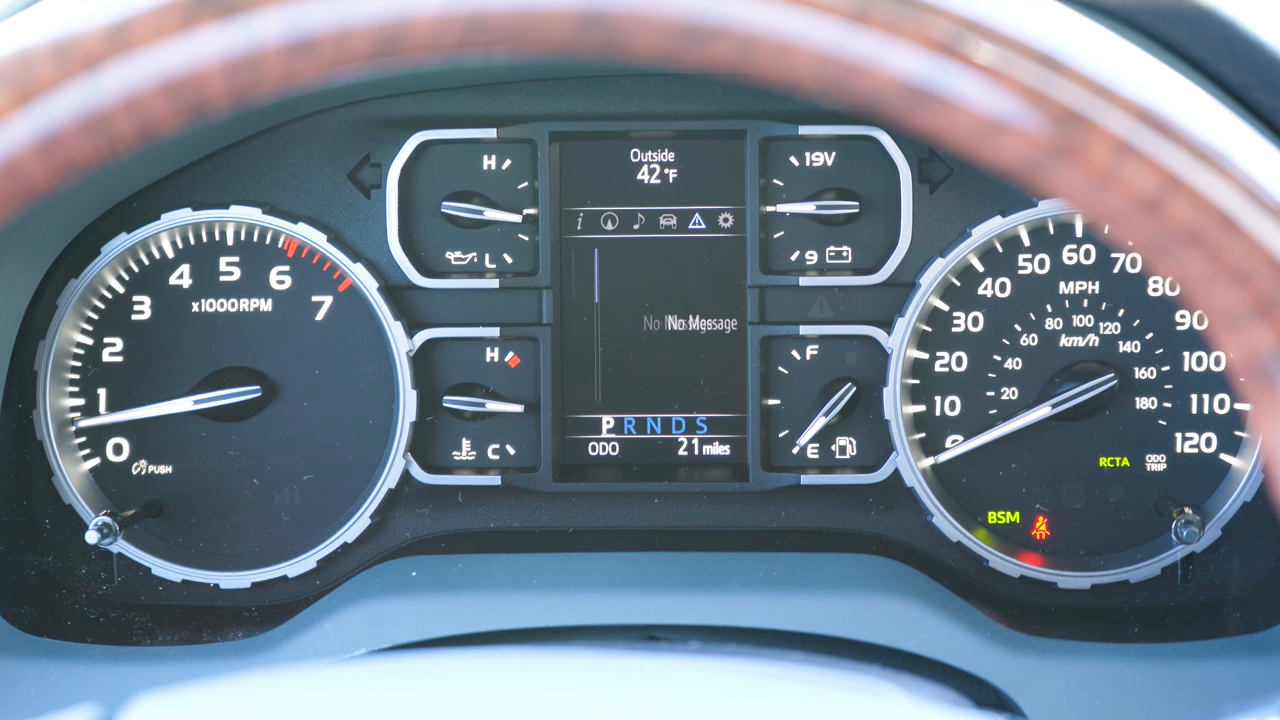 0
1
2
3
4
5
6
7
x1000RPM
PUSH
H
L
H
C
Outside
42°F
i
No Message
P R N D S
ODO 21 miles
19V
9
F
E
0
10
20
30
40
50
60
70
80
90
100
110
120
MPH
20
40
60
80
100
120
140
160
180
km/h
RCTA
ODO
TRIP
BSM